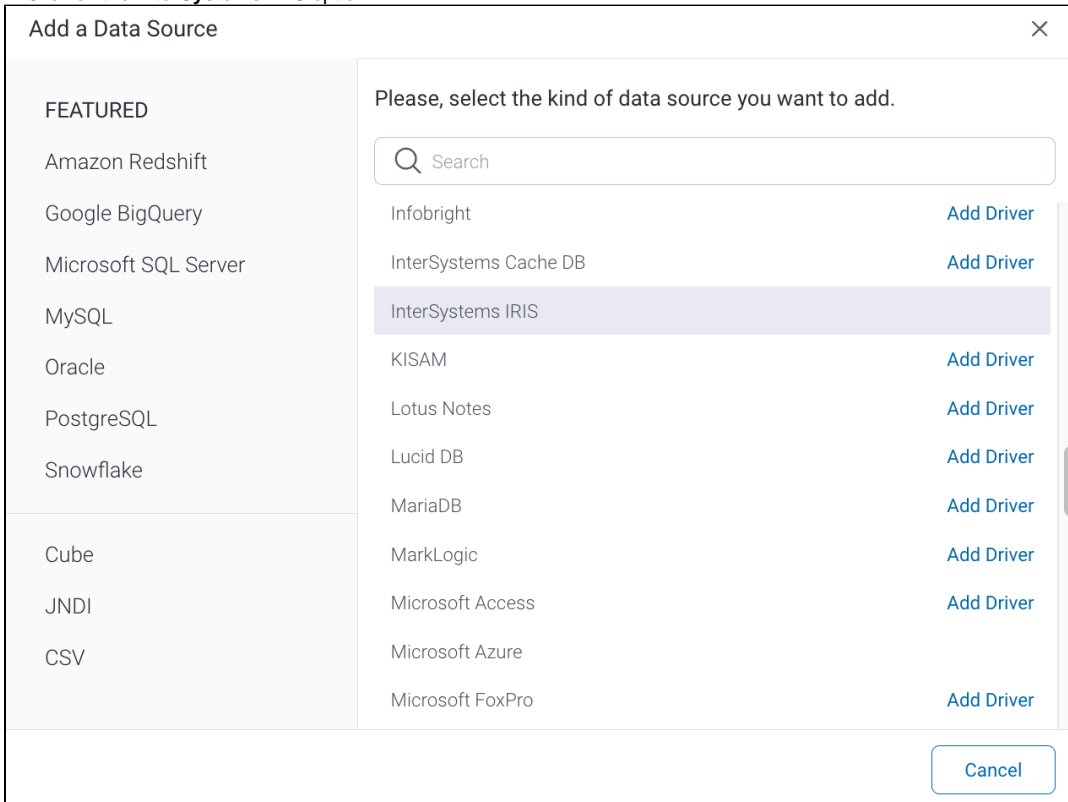 Add a Data Source
FEATURED
Amazon Redshift
Google BigQuery
Microsoft SQL Server
MySQL
Oracle
PostgreSQL
Snowflake
Cube
JNDI
CSV
Please, select the kind of data source you want to add.
Search
Infobright Add Driver
InterSystems Cache DB Add Driver
InterSystems IRIS
KISAM Add Driver
Lotus Notes Add Driver
Lucid DB Add Driver
MariaDB Add Driver
MarkLogic Add Driver
Microsoft Access Add Driver
Microsoft Azure
Microsoft FoxPro Add Driver
Cancel